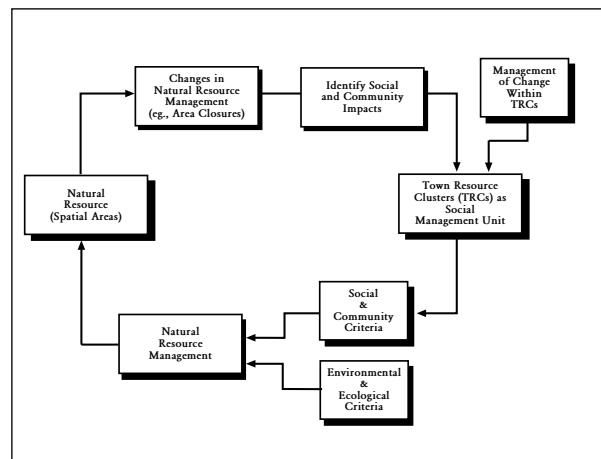 Changes in
Natural Resource
Management
(eg., Area Closures)
Identify Social
and Community
Impacts
Management
of Change
Within
TRCs
Natural
Resource
(Spatial Areas)
Town Resource
Clusters (TRCs) as
Social
Management Unit
Social
&
Community
Criteria
Natural
Resource
Management
Environmental
&
Ecological
Criteria